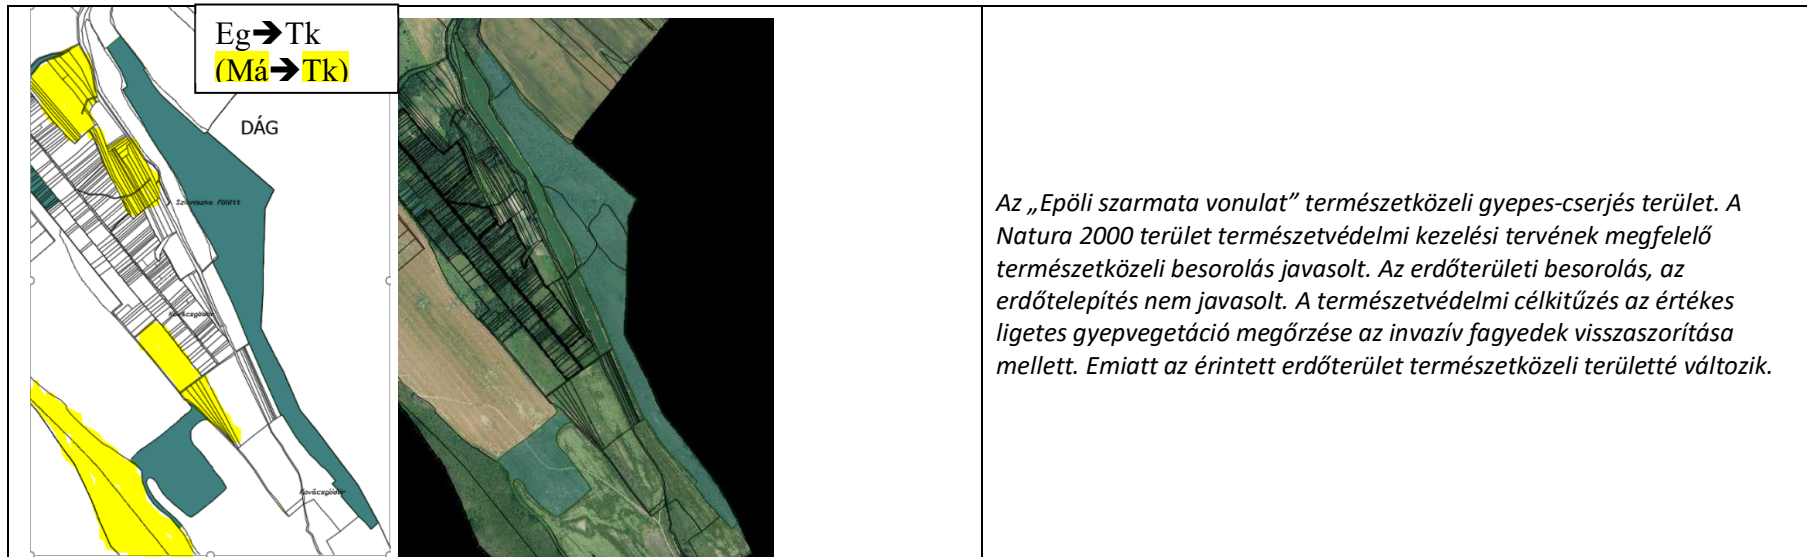 Eg➔Tk
(Má➔Tk)
DÁG
Az „Epöli szarmata vonulat” természetközeli gyepes-cserjés terület. A
Natura 2000 terület természetvédelmi kezelési tervének megfelelő
természetközeli besorolás javasolt. Az erdőterületi besorolás, az
erdőtelepítés nem javasolt. A természetvédelmi célkitűzés az értékes
ligetes gyepvegetáció megőrzése az invazív fagyedek visszaszorítása
mellett. Emiatt az érintett erdőterület természetközeli területté változik.